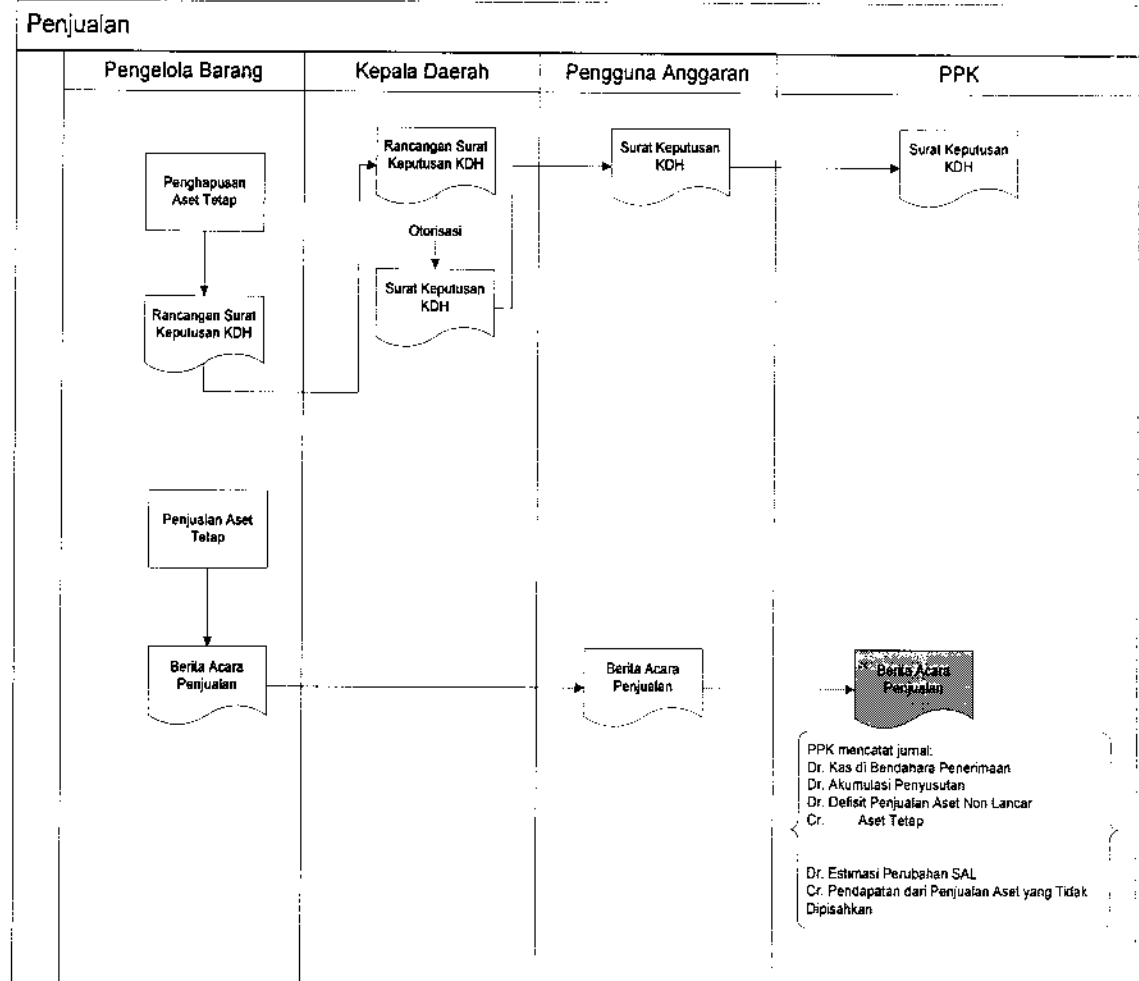 Penjualan
Pengelola Barang
Kepala Daerah
Pengguna Anggaran
PPK
Penghapusan
Aset Tetap
Rancangan Surat
Keputusan KDH
Rancangan Surat
Keputusan KDH
Otorisasi
Surat Keputusan
KDH
Surat Keputusan
KDH
Surat Keputusan
KDH
Penjualan Aset
Tetap
Berita Acara
Penjualan
Berita Acara
Penjualan
Berita Acara
Penjualan
PPK mencatat jurnal:
Dr. Kas di Bendahara Penerimaan
Dr. Akumulasi Penyusutan
Dr. Defisit Penjualan Aset Non Lancar
Cr. Aset Tetap
Dr. Estimasi Perubahan SAL
Cr. Pendapatan dari Penjualan Aset yang Tidak
Dipisahkan